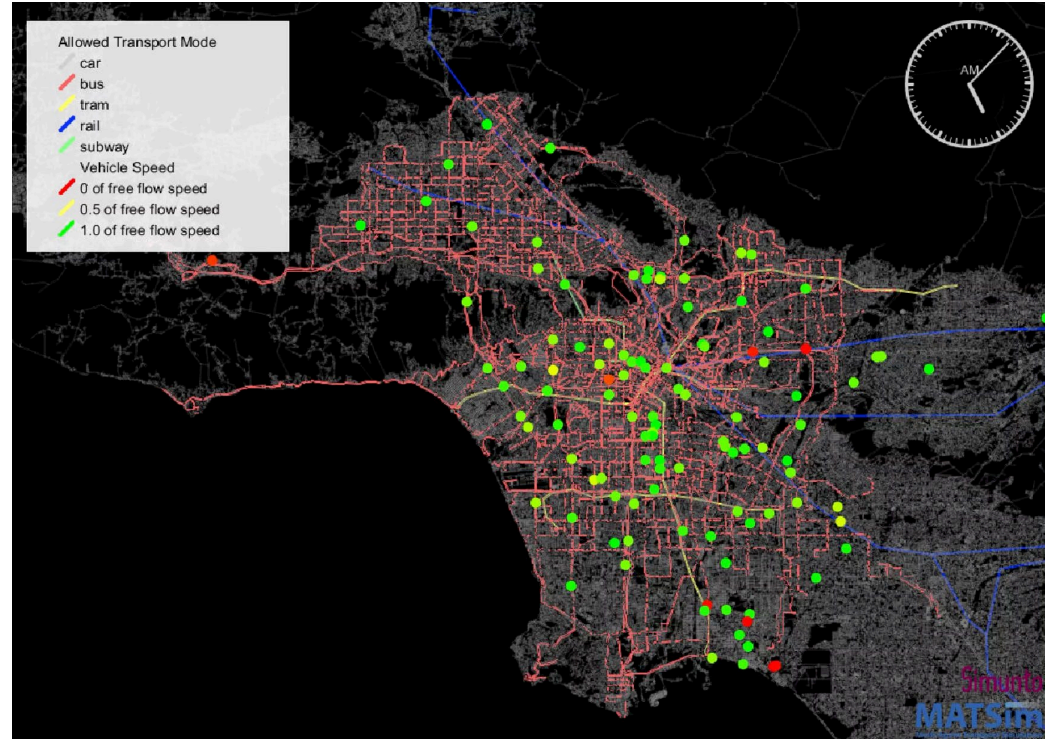 Allowed Transport Mode
car
bus
tram
rail
subway
Vehicle Speed
0 of free flow speed
0.5 of free flow speed
1.0 of free flow speed
AM
Simunto
MATSim